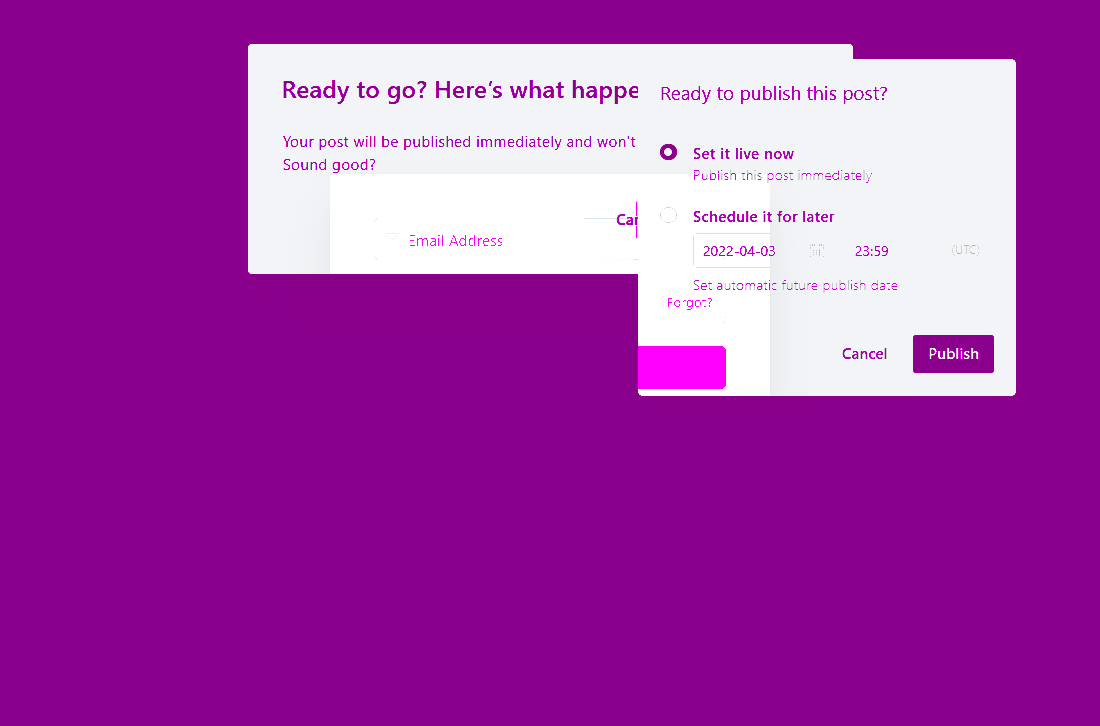 Ready to go? Here's what happe
Your post will be published immediately and won't
Sound good?
Email Address
Can
Ready to publish this post?
Set it live now
Publish this post immediately
Schedule it for later
2022-04-03 23:59 (UTC)
Set automatic future publish date
Forgot?
Cancel Publish